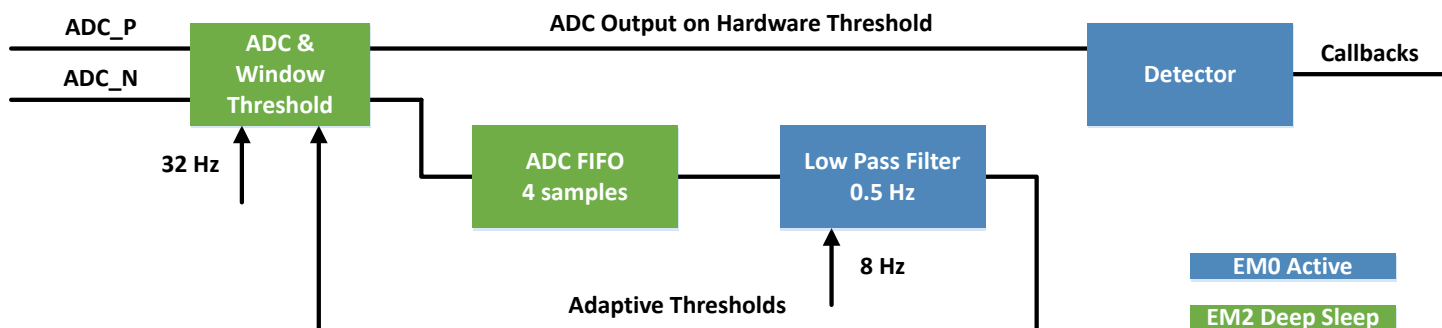 ADC_P
ADC_N
ADC &
Window
Threshold
ADC Output on Hardware Threshold
Detector
Callbacks
32 Hz
ADC FIFO
4 samples
Low Pass Filter
0.5 Hz
8 Hz
Adaptive Thresholds
EM0 Active
EM2 Deep Sleep